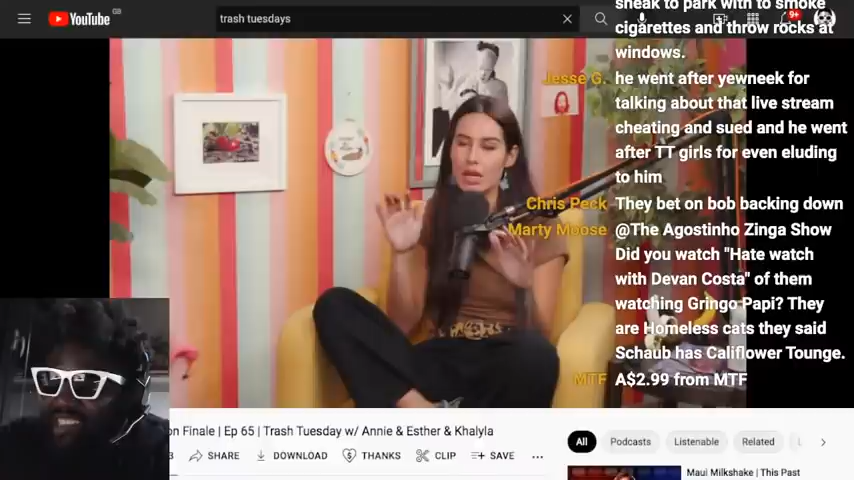 YouTube GB
trash tuesdays
9+
sneak to park with to smoke
cigarettes and throw rocks at
windows.
Jesse G. he went after yewneek for
talking about that live stream
cheating and sued and he went
after TT girls for even eluding
to him
Chris Peck They bet on bob backing down
Marty Moose @The Agostinho Zinga Show
Did you watch "Hate watch
with Devan Costa" of them
watching Gringo Papi? They
are Homeless cats they said
Schaub has Califlower Tounge.
MTF A$2.99 from MTF
on Finale | Ep 65 | Trash Tuesday w/ Annie & Esther & Khalyla
3 SHARE DOWNLOAD THANKS CLIP SAVE ...
All Podcasts Listenable Related L
Maui Milkshake | This Past